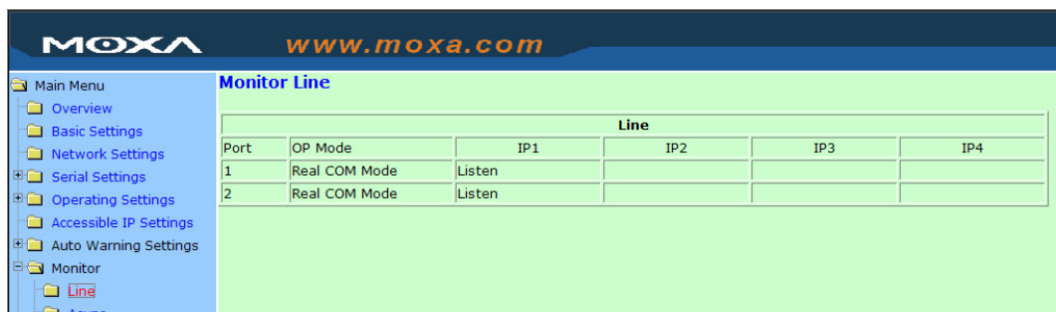 MOXA www.moxa.com
Main Menu
Overview
Basic Settings
Network Settings
Serial Settings
Operating Settings
Accessible IP Settings
Auto Warning Settings
Monitor
Line
Monitor Line
Line
Port OP Mode IP1 IP2 IP3 IP4
1 Real COM Mode Listen
2 Real COM Mode Listen